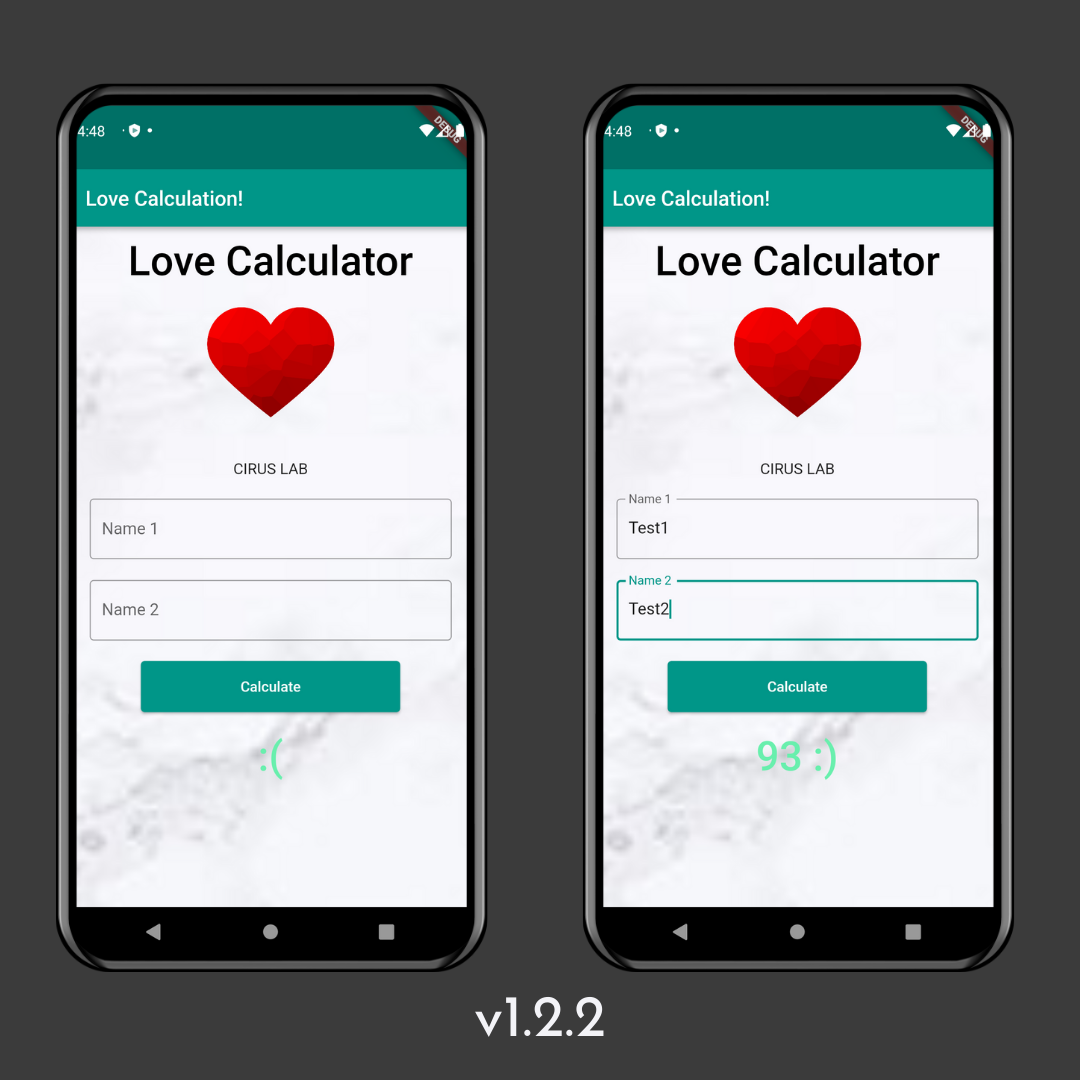 4:48
DEBUG
Love Calculation!
Love Calculator
CIRUS LAB
Name 1
Name 2
Calculate
:(
4:48
DEBUG
Love Calculation!
Love Calculator
CIRUS LAB
Name 1
Test1
Name 2
Test2
Calculate
93 :)
v1.2.2